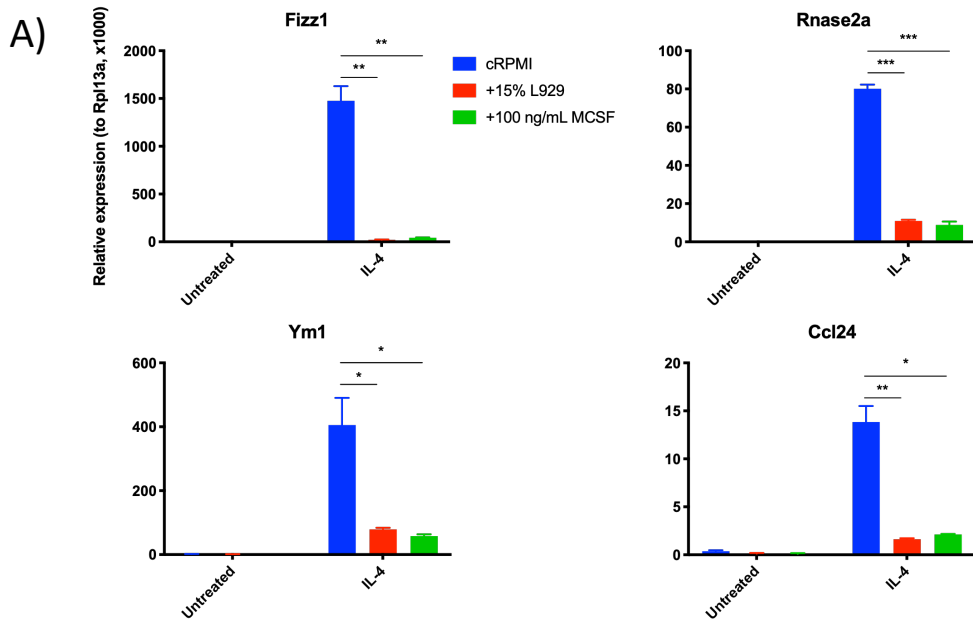 A)
Fizz1
Relative expression (to Rpl13a, x1000)
2000
1500
1000
500
0
**
**
Untreated
IL-4
cRPMI
+15% L929
+100 ng/mL MCSF
Rnase2a
100
80
60
40
20
0
***
***
Untreated
IL-4
Ym1
600
400
200
0
*
*
Untreated
IL-4
Ccl24
20
15
10
5
0
*
**
Untreated
IL-4